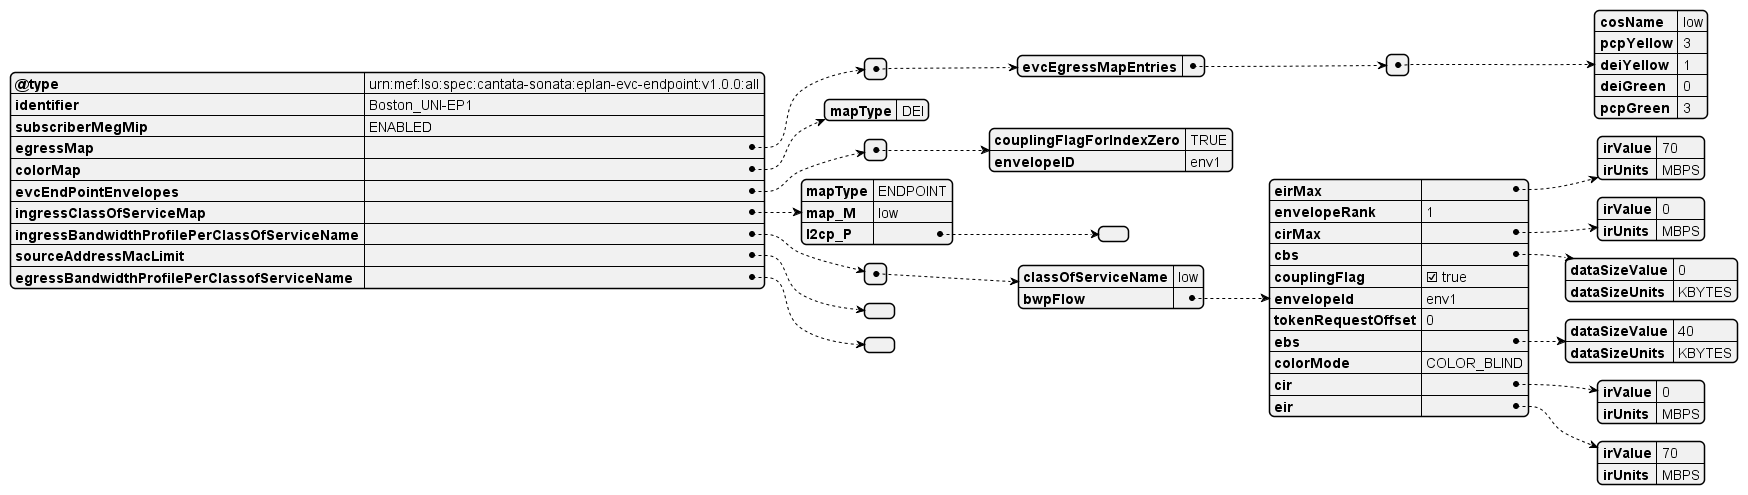 @type urn:mef:lso:spec:cantata-sonata:eplan-evc-endpoint:v1.0.0:all
identifier Boston_UNI-EP1
subscriberMegMip ENABLED
egressMap
colorMap
evcEndPointEnvelopes
ingressClassOfServiceMap
ingressBandwidthProfilePerClassOfServiceName
sourceAddressMacLimit
egressBandwidthProfilePerClassofServiceName
evcEgressMapEntries
cosName low
pcpYellow 3
deiYellow 1
deiGreen 0
pcpGreen 3
mapType DEI
couplingFlagForIndexZero TRUE
envelopeID env1
mapType ENDPOINT
map_M low
l2cp_P
classOfServiceName low
bwpFlow
eirMax
envelopeRank 1
cirMax
cbs
couplingFlag ☑ true
envelopeId env1
tokenRequestOffset 0
ebs
colorMode COLOR_BLIND
cir
eir
irValue 70
irUnits MBPS
irValue 0
irUnits MBPS
dataSizeValue 0
dataSizeUnits KBYTES
dataSizeValue 40
dataSizeUnits KBYTES
irValue 0
irUnits MBPS
irValue 70
irUnits MBPS